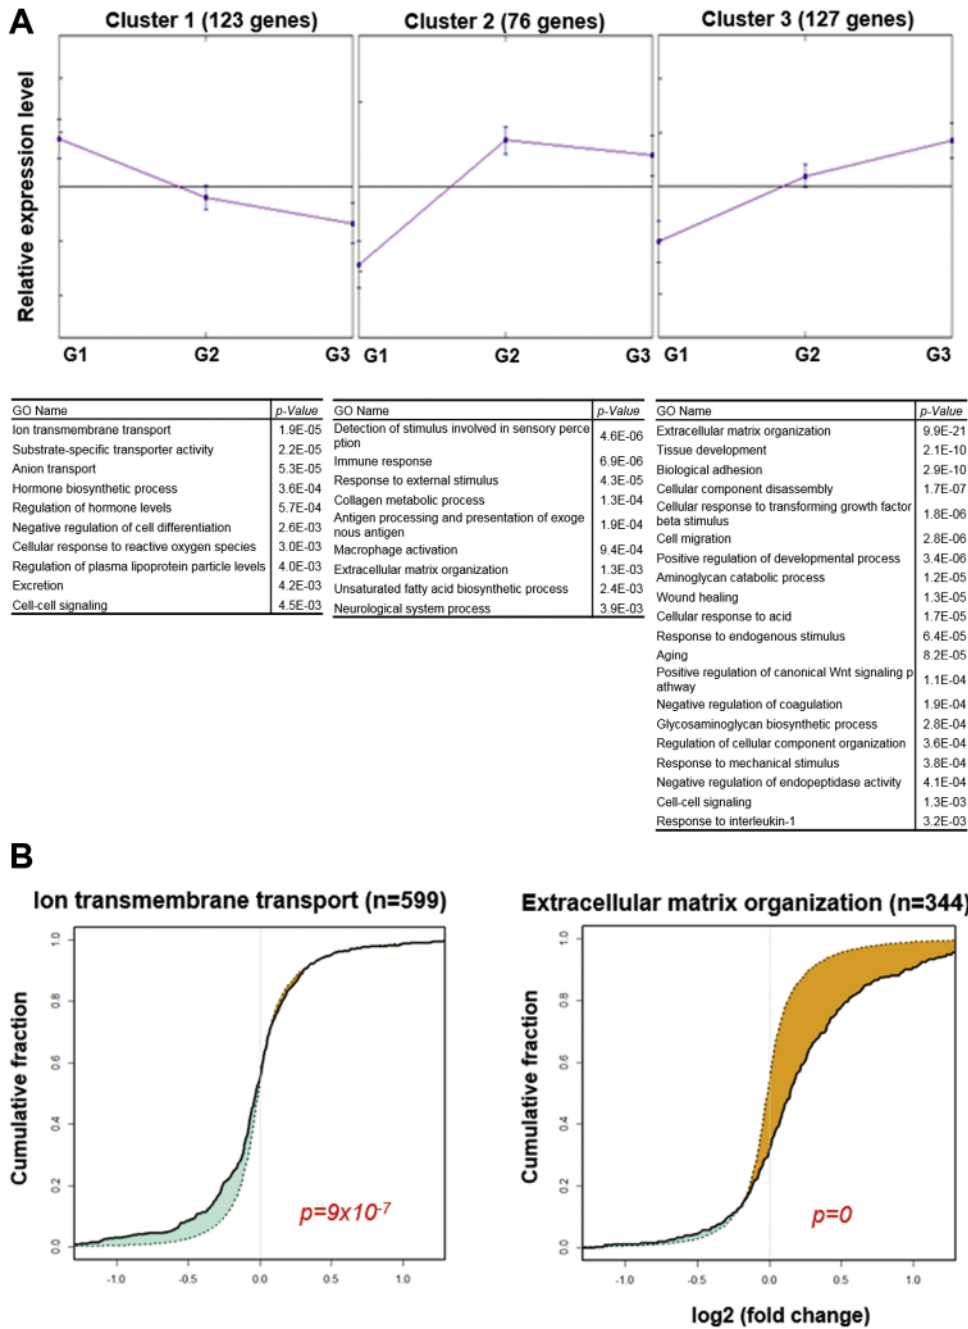 A
Cluster 1 (123 genes)
Cluster 2 (76 genes)
Cluster 3 (127 genes)
Relative expression level
G1
G2
G3
G1
G2
G3
G1
G2
G3
GO Name p-Value
Ion transmembrane transport 1.9E-05
Substrate-specific transporter activity 2.2E-05
Anion transport 5.3E-05
Hormone biosynthetic process 3.6E-04
Regulation of hormone levels 5.7E-04
Negative regulation of cell differentiation 2.6E-03
Cellular response to reactive oxygen species 3.0E-03
Regulation of plasma lipoprotein particle levels 4.0E-03
Excretion 4.2E-03
Cell-cell signaling 4.5E-03
GO Name p-Value
Detection of stimulus involved in sensory perce
ption 4.6E-06
Immune response 6.9E-06
Response to external stimulus 4.3E-05
Collagen metabolic process 1.3E-04
Antigen processing and presentation of exoge
nous antigen 1.9E-04
Macrophage activation 9.4E-04
Extracellular matrix organization 1.3E-03
Unsaturated fatty acid biosynthetic process 2.4E-03
Neurological system process 3.9E-03
GO Name p-Value
Extracellular matrix organization 9.9E-21
Tissue development 2.1E-10
Biological adhesion 2.9E-10
Cellular component disassembly 1.7E-07
Cellular response to transforming growth factor
beta stimulus 1.8E-06
Cell migration 2.8E-06
Positive regulation of developmental process 3.4E-06
Aminoglycan catabolic process 1.2E-05
Wound healing 1.3E-05
Cellular response to acid 1.7E-05
Response to endogenous stimulus 6.4E-05
Aging 8.2E-05
Positive regulation of canonical Wnt signaling p
athway 1.1E-04
Negative regulation of coagulation 1.9E-04
Glycosaminoglycan biosynthetic process 2.8E-04
Regulation of cellular component organization 3.6E-04
Response to mechanical stimulus 3.8E-04
Negative regulation of endopeptidase activity 4.1E-04
Cell-cell signaling 1.3E-03
Response to interleukin-1 3.2E-03
B
Ion transmembrane transport (n=599)
Cumulative fraction
1.0
0.8
0.6
0.4
0.2
0.0
p=9x10⁻⁷
-1.0 -0.5 0.0 0.5 1.0
Extracellular matrix organization (n=344)
Cumulative fraction
1.0
0.8
0.6
0.4
0.2
0.0
p=0
-1.0 -0.5 0.0 0.5 1.0
log2 (fold change)